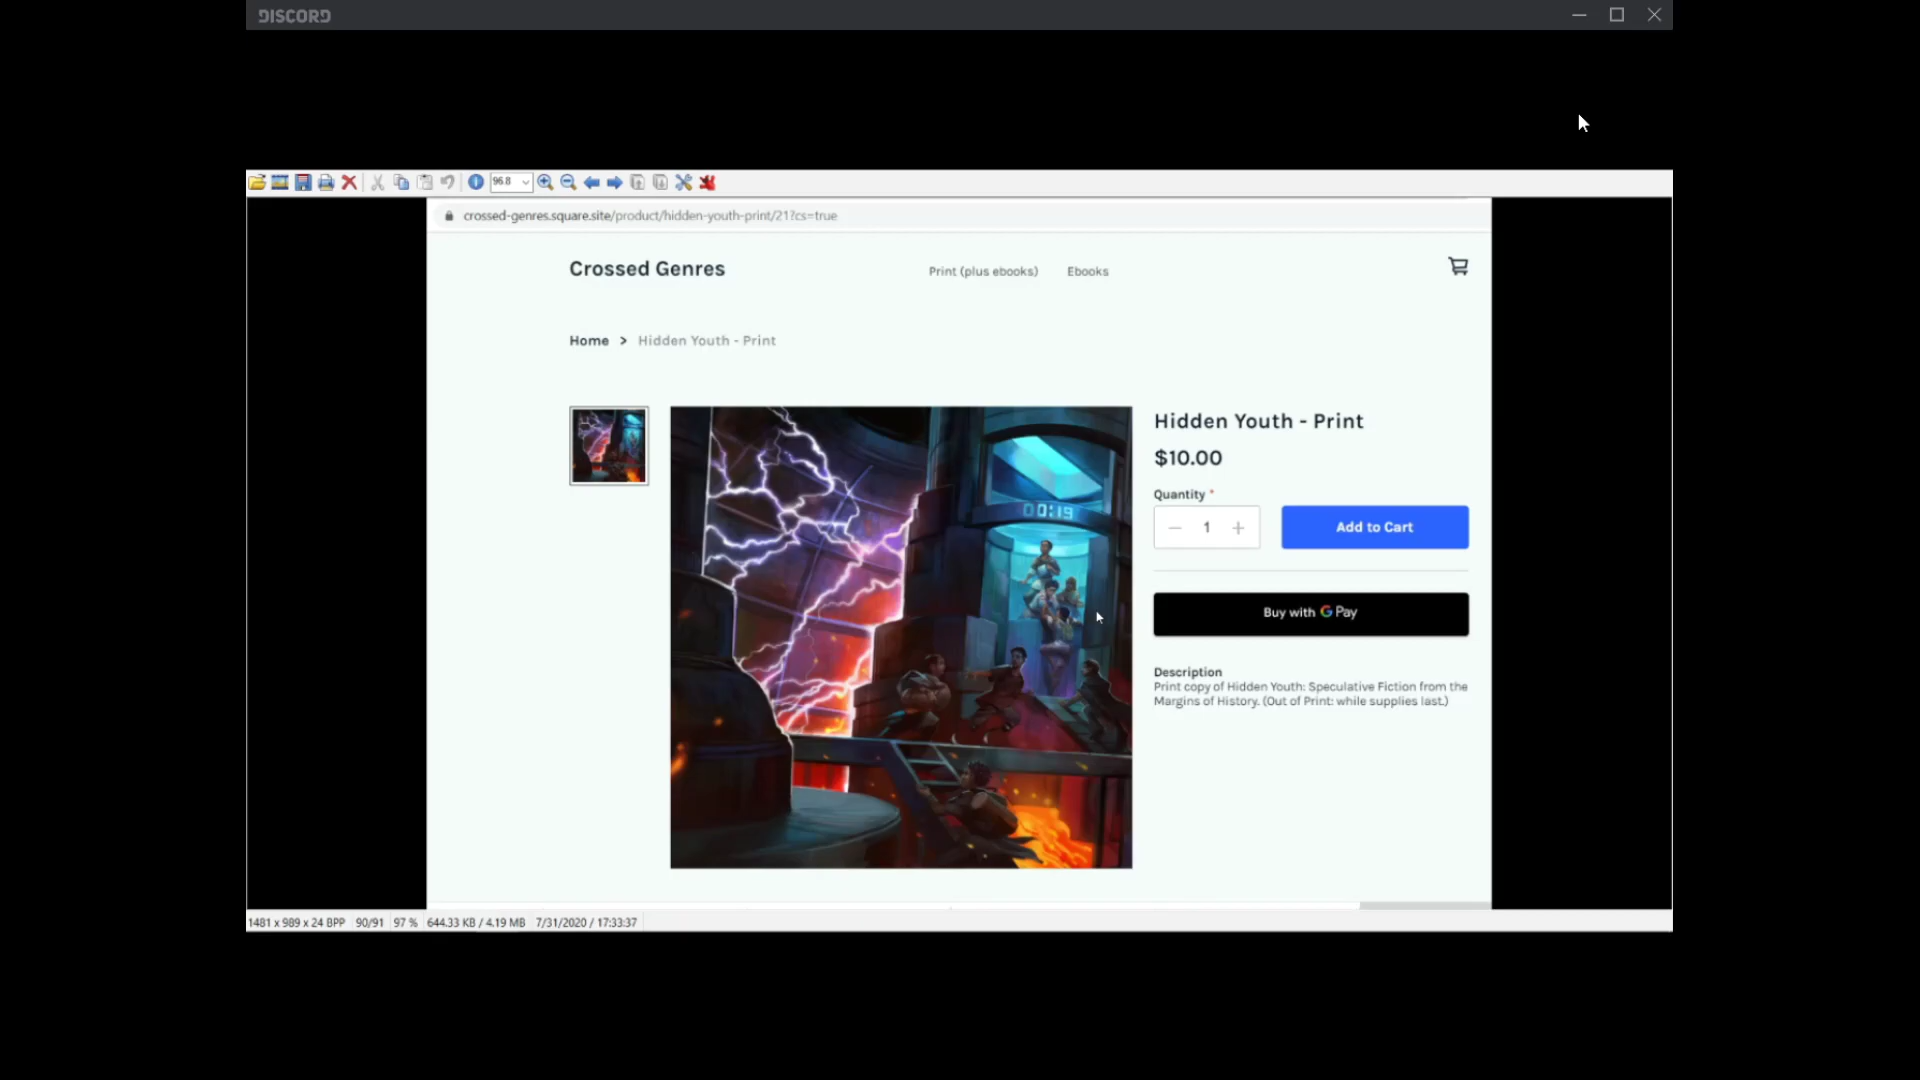 DISCORD
96.8
crossed-genres.square.site/product/hidden-youth-print/21?cs=true
Crossed Genres
Print (plus ebooks)
Ebooks
Home > Hidden Youth - Print
00:19
Hidden Youth - Print
$10.00
Quantity *
1
Add to Cart
Buy with G Pay
Description
Print copy of Hidden Youth: Speculative Fiction from the
Margins of History. (Out of Print: while supplies last.)
1481 x 989 x 24 BPP 90/91 97 % 644.33 KB / 4.19 MB 7/31/2020 / 17:33:37